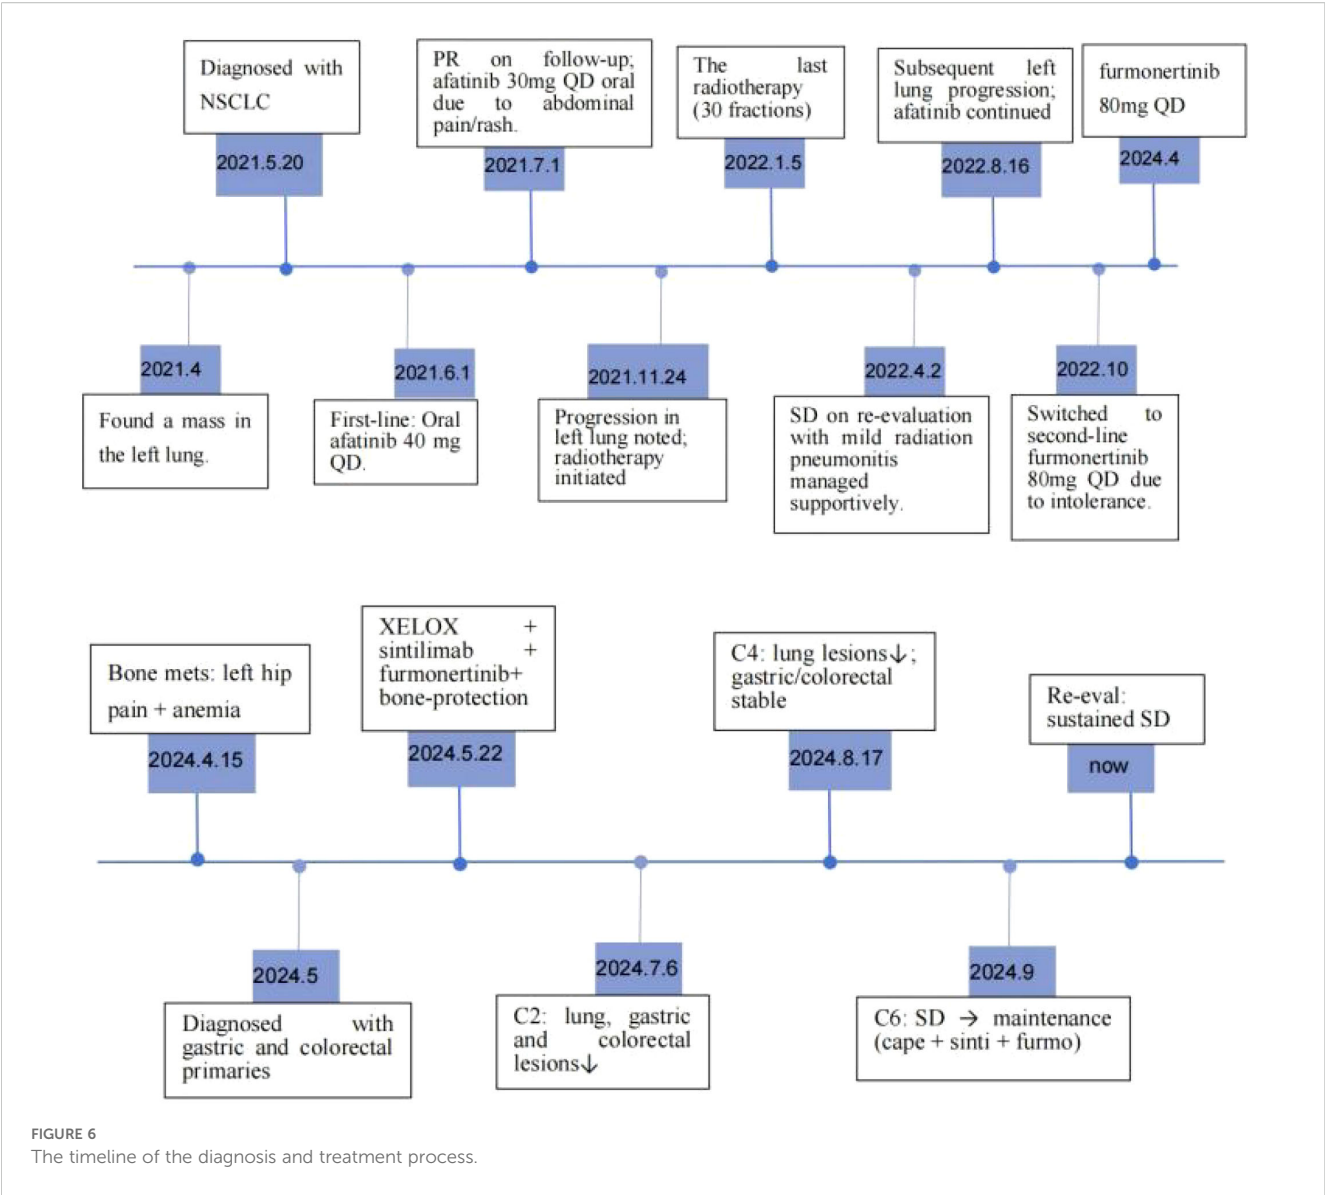 Diagnosed with
NSCLC
2021.5.20
PR on follow-up;
afatinib 30mg QD oral
due to abdominal
pain/rash.
2021.7.1
The last
radiotherapy
(30 fractions)
2022.1.5
Subsequent left
lung progression;
afatinib continued
2022.8.16
furmonertinib
80mg QD
2024.4
2021.4
Found a mass in
the left lung.
2021.6.1
First-line: Oral
afatinib 40 mg
QD.
2021.11.24
Progression in
left lung noted;
radiotherapy
initiated
2022.4.2
SD on re-evaluation
with mild radiation
pneumonitis
managed
supportively.
2022.10
Switched to
second-line
furmonertinib
80mg QD due
to intolerance.
Bone mets: left hip
pain + anemia
2024.4.15
XELOX +
sintilimab +
furmonertinib+
bone-protection
2024.5.22
C4: lung lesions↓;
gastric/colorectal
stable
2024.8.17
Re-eval:
sustained SD
now
2024.5
Diagnosed with
gastric and colorectal
primaries
2024.7.6
C2: lung, gastric
and colorectal
lesions↓
2024.9
C6: SD → maintenance
(cape + sinti + furmo)
FIGURE 6
The timeline of the diagnosis and treatment process.